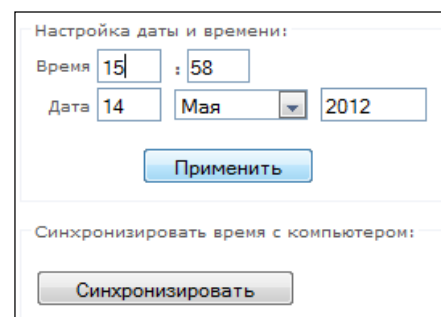 Настройка даты и времени:
Время 15 : 58
Дата 14 Мая 2012
Применить
Синхронизировать время с компьютером:
Синхронизировать